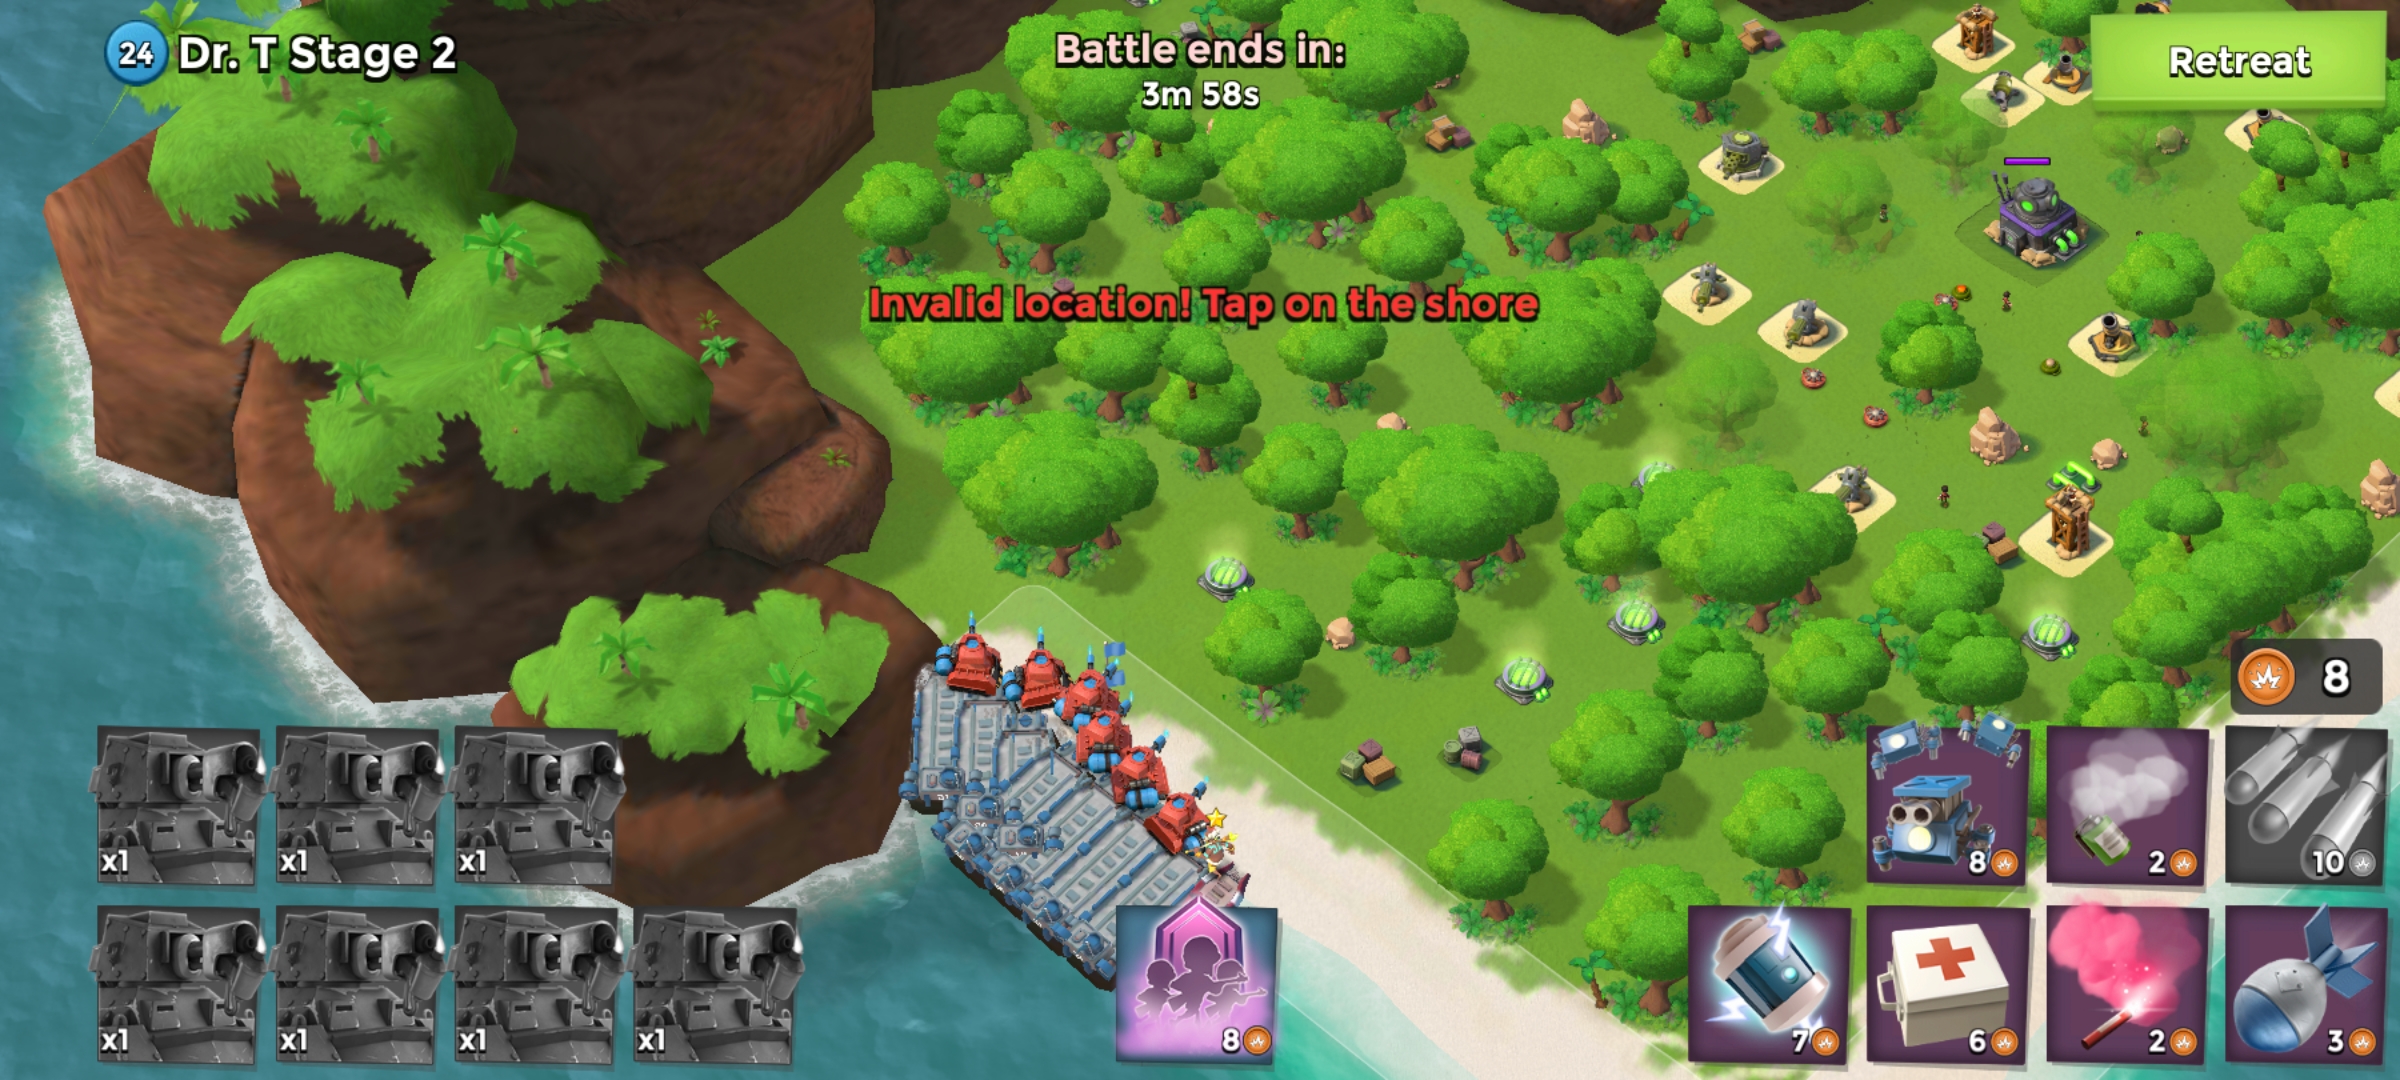 24 Dr. T Stage 2
Battle ends in:
3m 58s
Retreat
Invalid location! Tap on the shore
8
x1 x1 x1
8 2 10
x1 x1 x1 x1
8
7 6 2 3